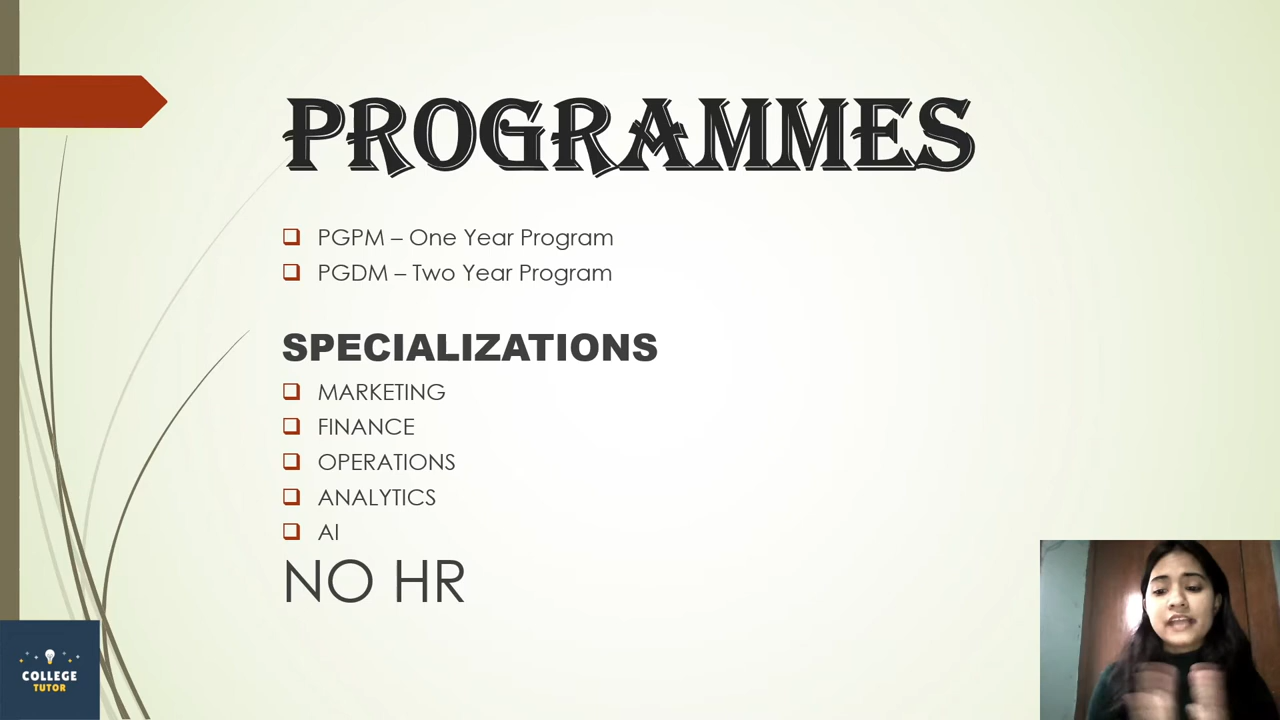 PROGRAMMES
PGPM – One Year Program
PGDM – Two Year Program
SPECIALIZATIONS
MARKETING
FINANCE
OPERATIONS
ANALYTICS
AI
NO HR
COLLEGE
TUTOR